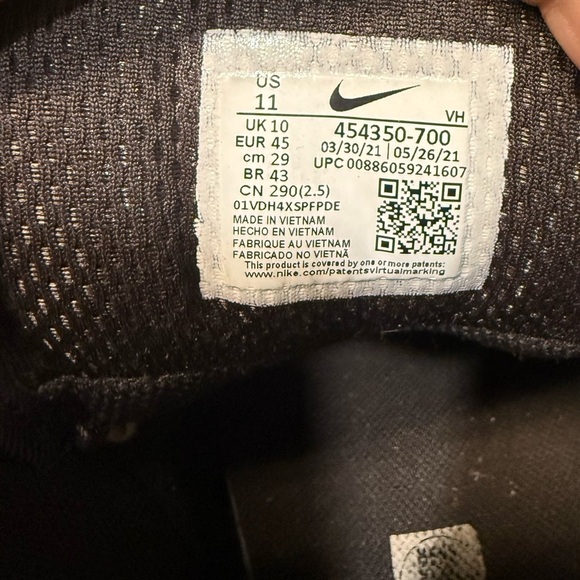 US
11
VH
UK 10
454350-700
EUR 45
03/30/21 | 05/26/21
cm 29
UPC 00886059241607
BR 43
CN 290(2.5)
01VDH4XSPFPDE
MADE IN VIETNAM
HECHO EN VIETNAM
FABRIQUE AU VIETNAM
FABRICADO NO VIETNÃ
This product is covered by one or more patents:
www.nike.com/patentsvirtualmarking